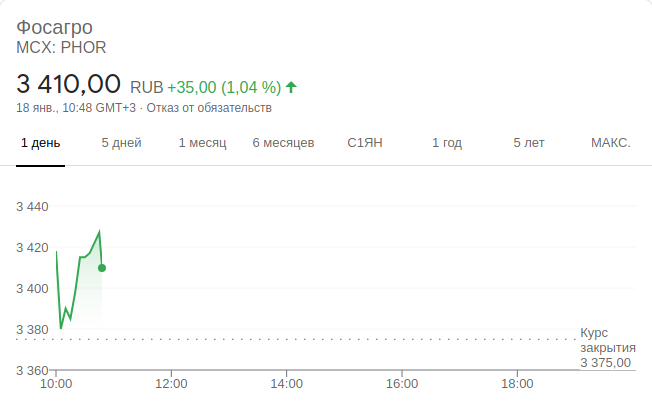 Фосагро
MCX: PHOR
3 410,00 RUB +35,00 (1,04 %)
18 янв., 10:48 GMT+3 · Отказ от обязательств
1 день 5 дней 1 месяц 6 месяцев С1ЯН 1 год 5 лет МАКС.
3 440
3 420
3 400
3 380
Курс
закрытия
3 375,00
3 360
10:00 12:00 14:00 16:00 18:00